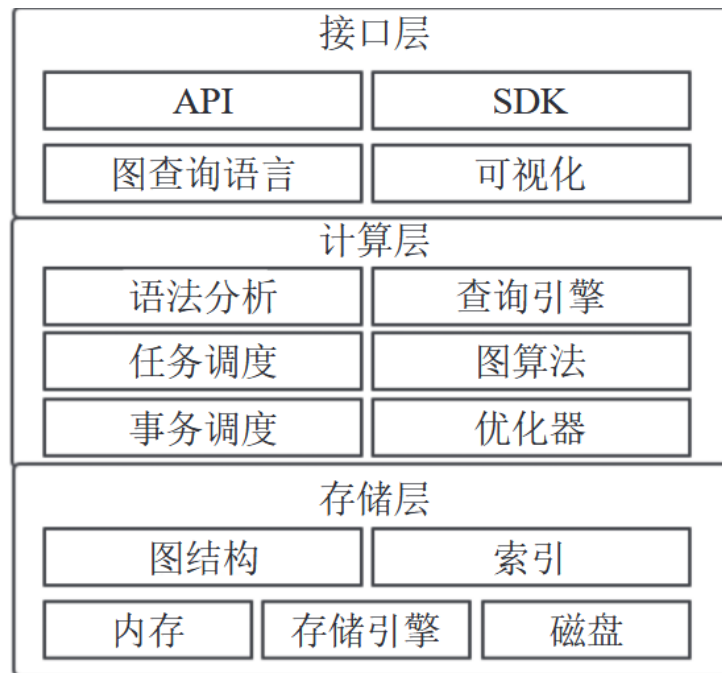 接口层
API SDK
图查询语言 可视化
计算层
语法分析 查询引擎
任务调度 图算法
事务调度 优化器
存储层
图结构 索引
内存 存储引擎 磁盘